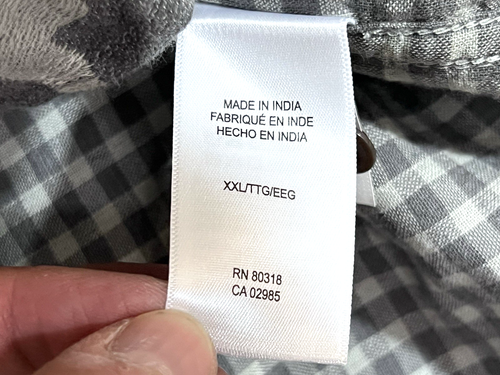 MADE IN INDIA
FABRIQUÉ EN INDE
HECHO EN INDIA
XXL/TTG/EEG
RN 80318
CA 02985